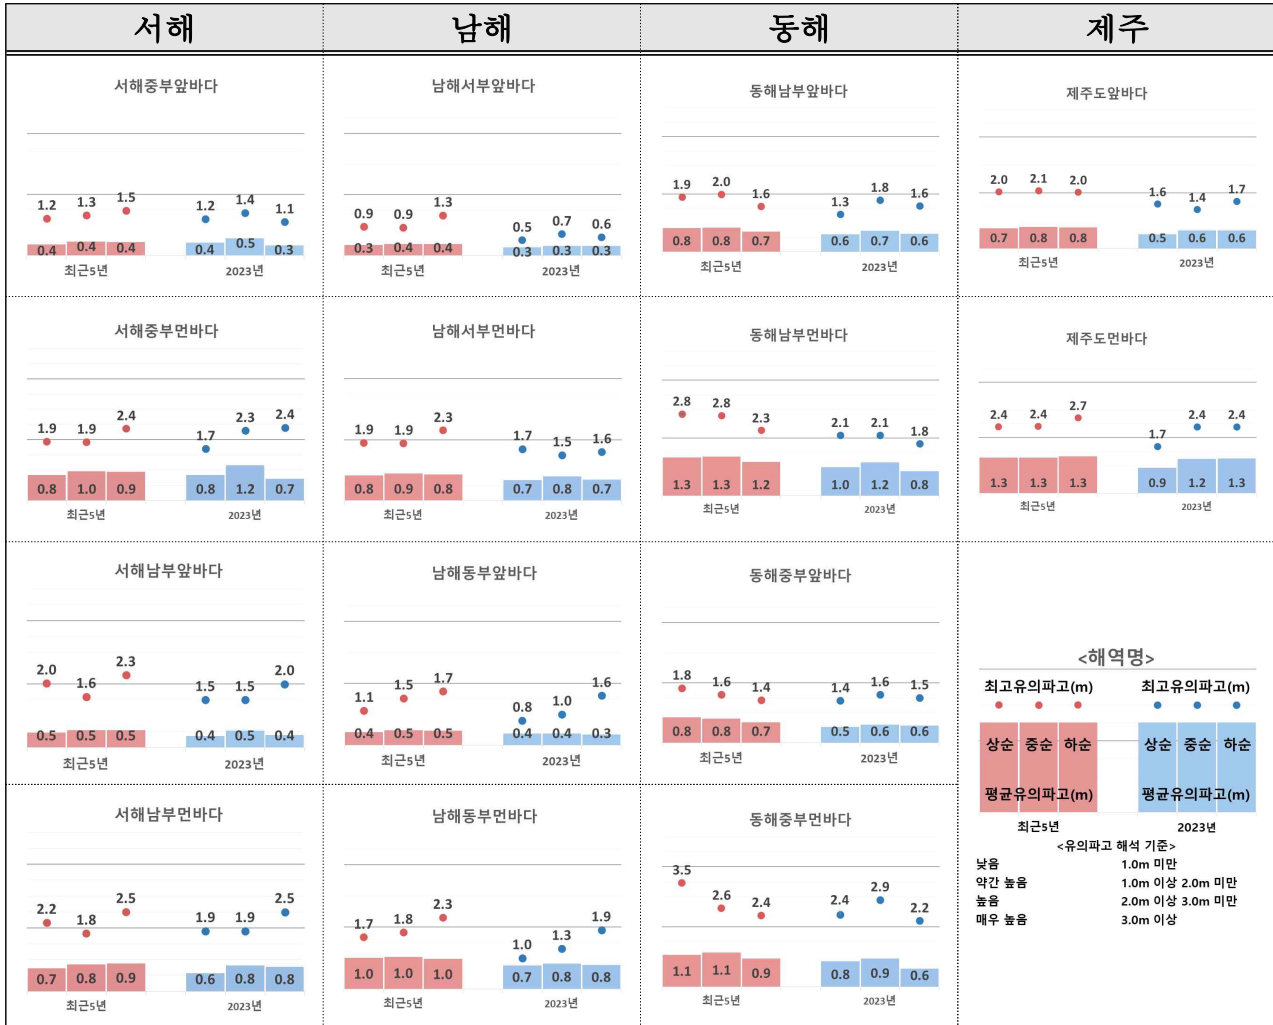 서해 남해 동해 제주
서해중부앞바다
1.2 1.3 1.5 1.2 1.4 1.1
0.4 0.4 0.4 0.4 0.5 0.3
최근5년 2023년
남해서부앞바다
0.9 0.9 1.3 0.5 0.7 0.6
0.3 0.4 0.4 0.3 0.3 0.3
최근5년 2023년
동해남부앞바다
1.9 2.0 1.6 1.3 1.8 1.6
0.8 0.8 0.7 0.6 0.7 0.6
최근5년 2023년
제주도앞바다
2.0 2.1 2.0 1.6 1.4 1.7
0.7 0.8 0.8 0.5 0.6 0.6
최근5년 2023년
서해중부먼바다
1.9 1.9 2.4 1.7 2.3 2.4
0.8 1.0 0.9 0.8 1.2 0.7
최근5년 2023년
남해서부먼바다
1.9 1.9 2.3 1.7 1.5 1.6
0.8 0.9 0.8 0.7 0.8 0.7
최근5년 2023년
동해남부먼바다
2.8 2.8 2.3 2.1 2.1 1.8
1.3 1.3 1.2 1.0 1.2 0.8
최근5년 2023년
제주도먼바다
2.4 2.4 2.7 1.7 2.4 2.4
1.3 1.3 1.3 0.9 1.2 1.3
최근5년 2023년
서해남부앞바다
2.0 1.6 2.3 1.5 1.5 2.0
0.5 0.5 0.5 0.4 0.5 0.4
최근5년 2023년
남해동부앞바다
1.1 1.5 1.7 0.8 1.0 1.6
0.4 0.5 0.5 0.4 0.4 0.3
최근5년 2023년
동해중부앞바다
1.8 1.6 1.4 1.4 1.6 1.5
0.8 0.8 0.7 0.5 0.6 0.6
최근5년 2023년
서해남부먼바다
2.2 1.8 2.5 1.9 1.9 2.5
0.7 0.8 0.9 0.6 0.8 0.8
최근5년 2023년
남해동부먼바다
1.7 1.8 2.3 1.0 1.3 1.9
1.0 1.0 1.0 0.7 0.8 0.8
최근5년 2023년
동해중부먼바다
3.5 2.6 2.4 2.4 2.9 2.2
1.1 1.1 0.9 0.8 0.9 0.6
최근5년 2023년
<해역명>
최고유의파고(m) 최고유의파고(m)
상순 중순 하순 상순 중순 하순
평균유의파고(m) 평균유의파고(m)
최근5년 2023년
<유의파고 해석 기준>
낮음 1.0m 미만
약간 높음 1.0m 이상 2.0m 미만
높음 2.0m 이상 3.0m 미만
매우 높음 3.0m 이상